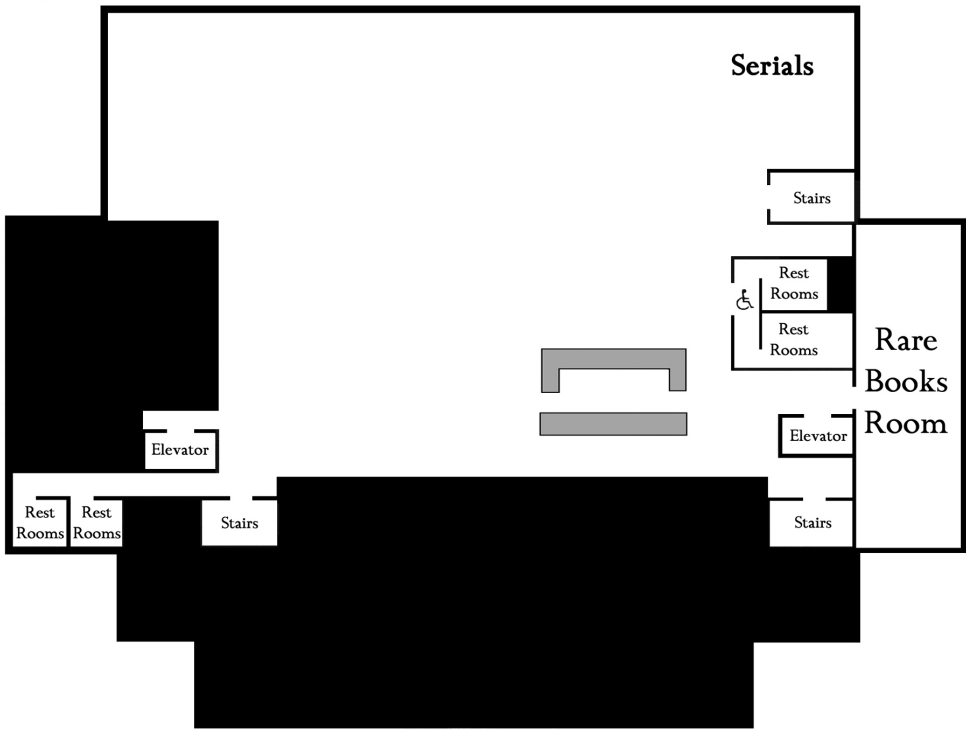 Serials
Stairs
Rest
Rooms
Rest
Rooms
Rare
Books
Room
Elevator
Elevator
Rest
Rooms
Rest
Rooms
Stairs
Stairs